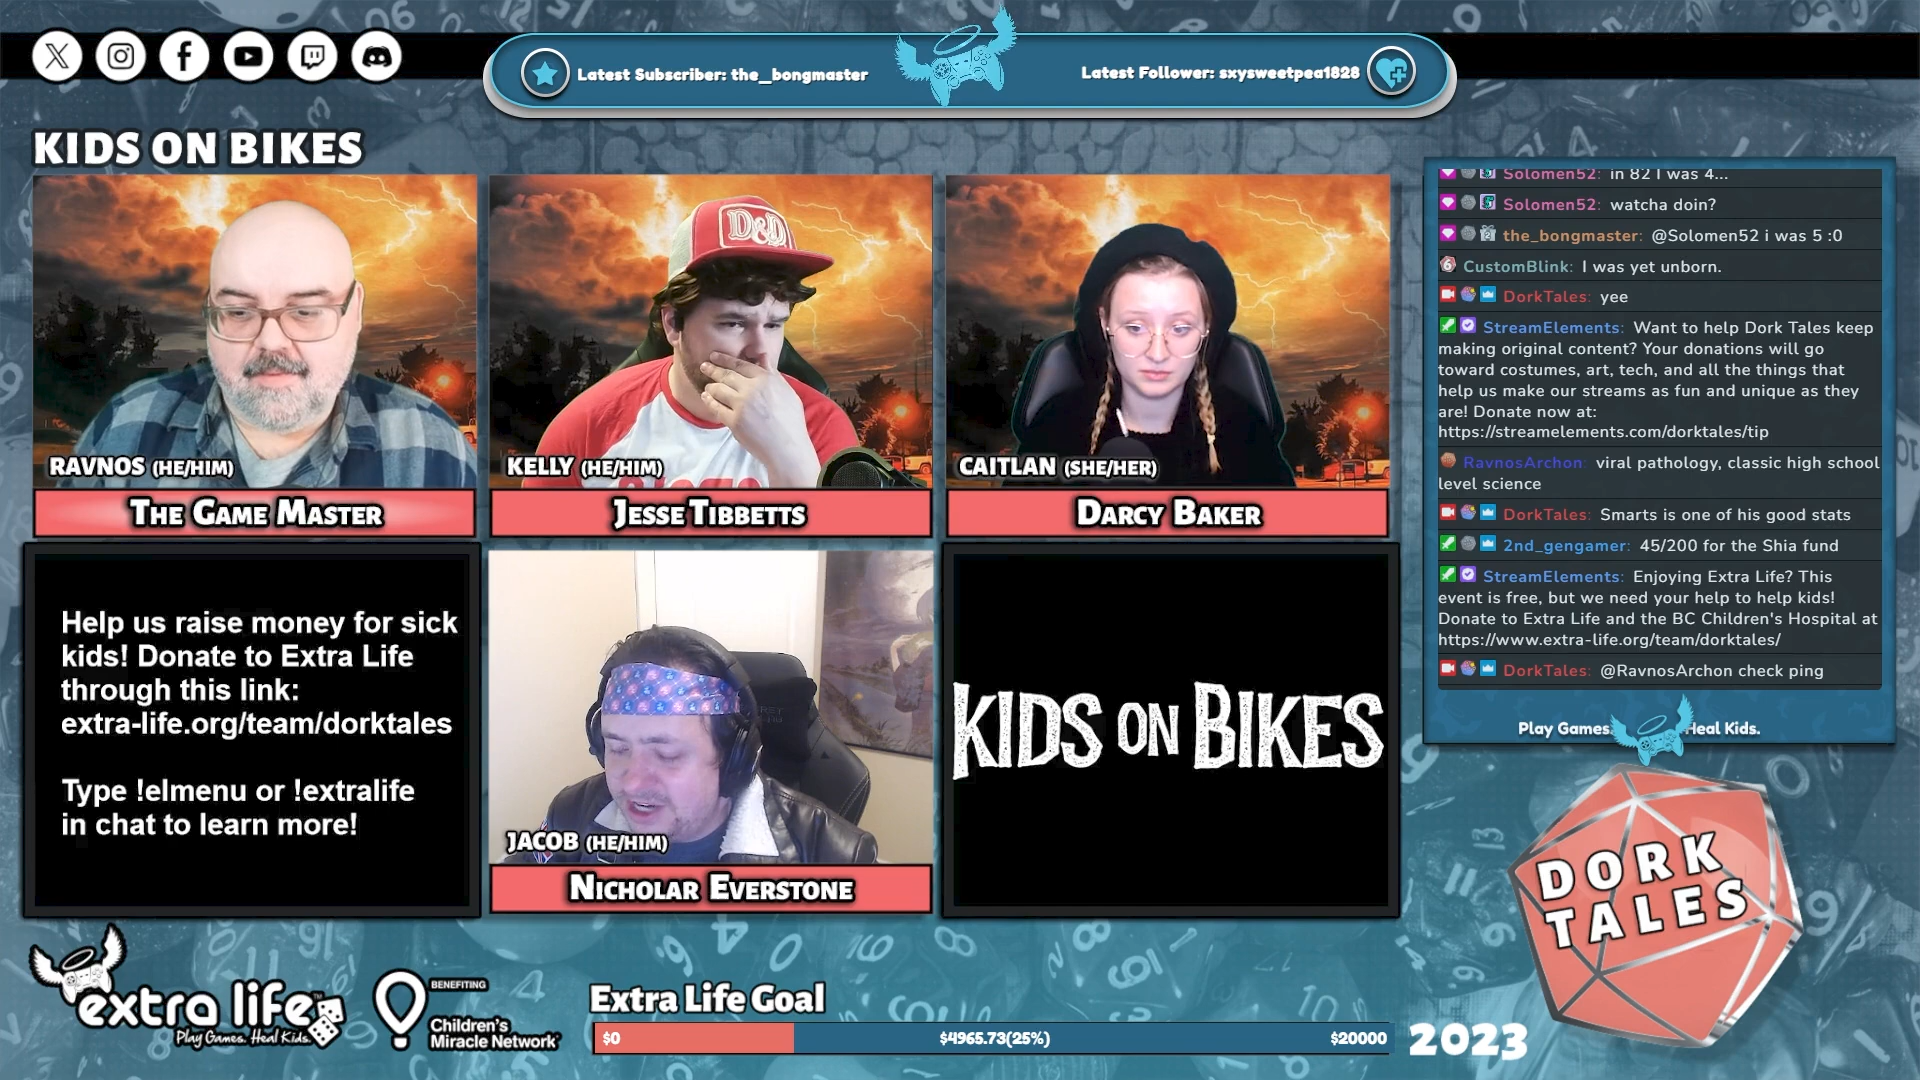 Latest Subscriber: the_bongmaster
Latest Follower: sxysweetpea1828
KIDS ON BIKES
RAVNOS (HE/HIM)
THE GAME MASTER
D&D
KELLY (HE/HIM)
JESSE TIBBETTS
CAITLAN (SHE/HER)
DARCY BAKER
Help us raise money for sick
kids! Donate to Extra Life
through this link:
extra-life.org/team/dorktales
Type !elmenu or !extralife
in chat to learn more!
JACOB (HE/HIM)
NICHOLAR EVERSTONE
KIDS ON BIKES
Solomen52: in 82 I was 4...
Solomen52: watcha doin?
the_bongmaster: @Solomen52 i was 5 :0
CustomBlink: I was yet unborn.
DorkTales: yee
StreamElements: Want to help Dork Tales keep
making original content? Your donations will go
toward costumes, art, tech, and all the things that
help us make our streams as fun and unique as they
are! Donate now at:
https://streamelements.com/dorktales/tip
RavnosArchon: viral pathology, classic high school
level science
DorkTales: Smarts is one of his good stats
2nd_gengamer: 45/200 for the Shia fund
StreamElements: Enjoying Extra Life? This
event is free, but we need your help to help kids!
Donate to Extra Life and the BC Children's Hospital at
https://www.extra-life.org/team/dorktales/
DorkTales: @RavnosArchon check ping
Play Games. Heal Kids.
DORK
TALES
extra life
Play Games. Heal Kids.
BENEFITING
Children's
Miracle Network
Extra Life Goal
$0
$4965.73(25%)
$20000
2023